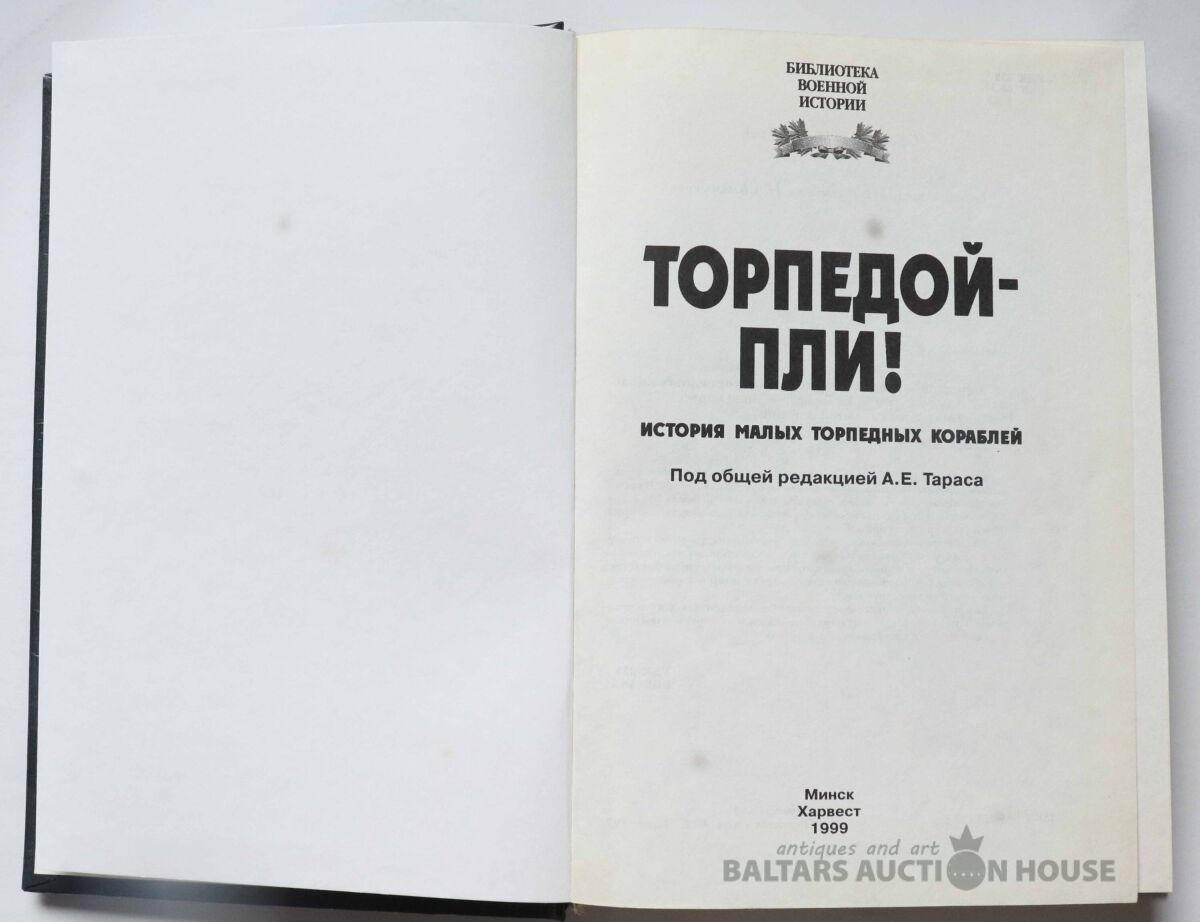 БИБЛИОТЕКА
ВОЕННОЙ
ИСТОРИИ
ТОРПЕДОЙ-
ПЛИ!
ИСТОРИЯ МАЛЫХ ТОРПЕДНЫХ КОРАБЛЕЙ
Под общей редакцией А.Е. Тараса
Минск
Харвест
1999
antiques and art
BALTARS AUCTION HOUSE